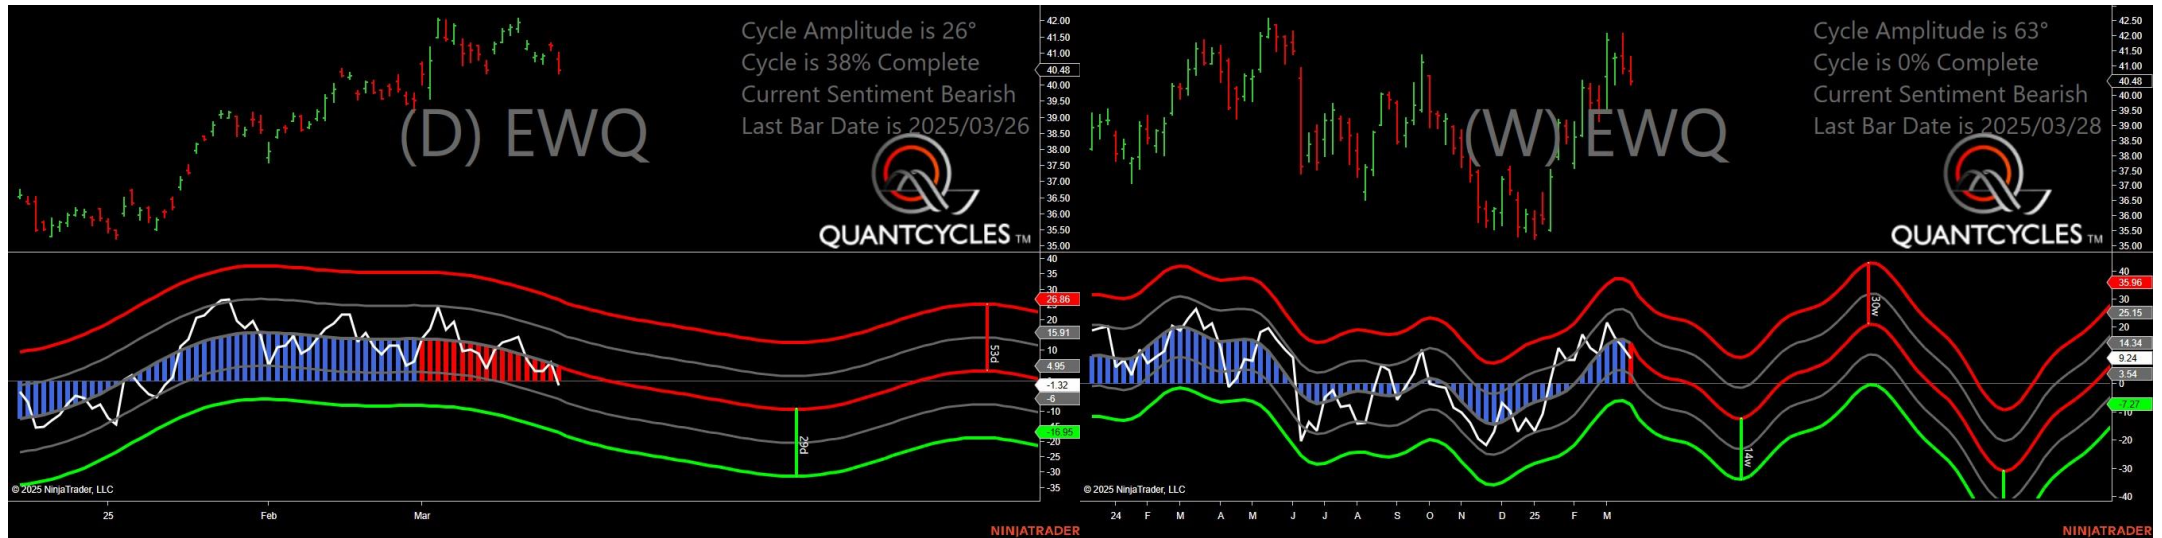 Cycle Amplitude is 26°
Cycle is 38% Complete
Current Sentiment Bearish
Last Bar Date is 2025/03/26
(D) EWQ
QUANTCYCLES TM
42.00
41.50
41.00
40.48
40.00
39.50
39.00
38.50
38.00
37.50
37.00
36.50
36.00
35.50
35.00
40
35
30
26.86
20
15.91
10
4.95
-1.32
-6
-10
-16.95
-20
-25
-30
-35
53d
29d
© 2025 NinjaTrader, LLC
25 Feb Mar
NINJATRADER
Cycle Amplitude is 63°
Cycle is 0% Complete
Current Sentiment Bearish
Last Bar Date is 2025/03/28
(W) EWQ
QUANTCYCLES TM
42.50
42.00
41.50
41.00
40.48
40.00
39.50
39.00
38.50
38.00
37.50
37.00
36.50
36.00
35.50
35.00
40
35.96
30
25.15
20
14.34
9.24
3.54
0
-7.27
-10
-20
-30
-40
30w
14w
© 2025 NinjaTrader, LLC
24 F M A M J J A S O N D 25 F M
NINJATRADER